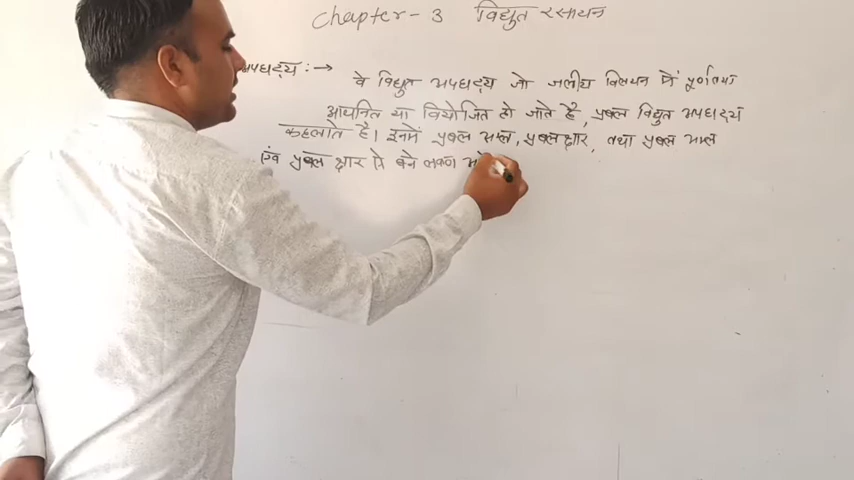 Chapter - 3 विद्युत रसायन
अपघट्य :→ वे विद्युत अपघट्य जो जलीय विलयन में पूर्णतया
आयनित या वियोजित हो जाते है, प्रबल विद्युत अपघट्य
कहलाते है। इनमें प्रबल अम्ल, प्रबल क्षार, तथा प्रबल अम्ल
एंव प्रबल क्षार से बने लवण